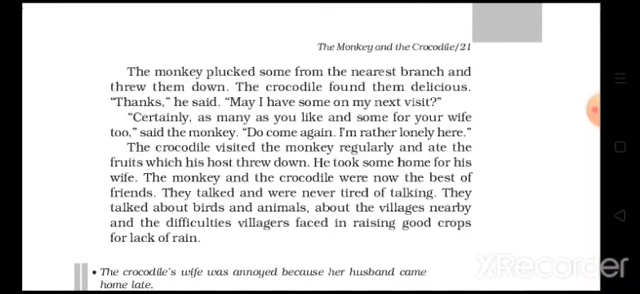 The Monkey and the Crocodile/21
The monkey plucked some from the nearest branch and
threw them down. The crocodile found them delicious.
“Thanks,” he said. “May I have some on my next visit?”
“Certainly, as many as you like and some for your wife
too,” said the monkey. “Do come again. I'm rather lonely here.”
The crocodile visited the monkey regularly and ate the
fruits which his host threw down. He took some home for his
wife. The monkey and the crocodile were now the best of
friends. They talked and were never tired of talking. They
talked about birds and animals, about the villages nearby
and the difficulties villagers faced in raising good crops
for lack of rain.
• The crocodile's wife was annoyed because her husband came
home late.
XRecorder